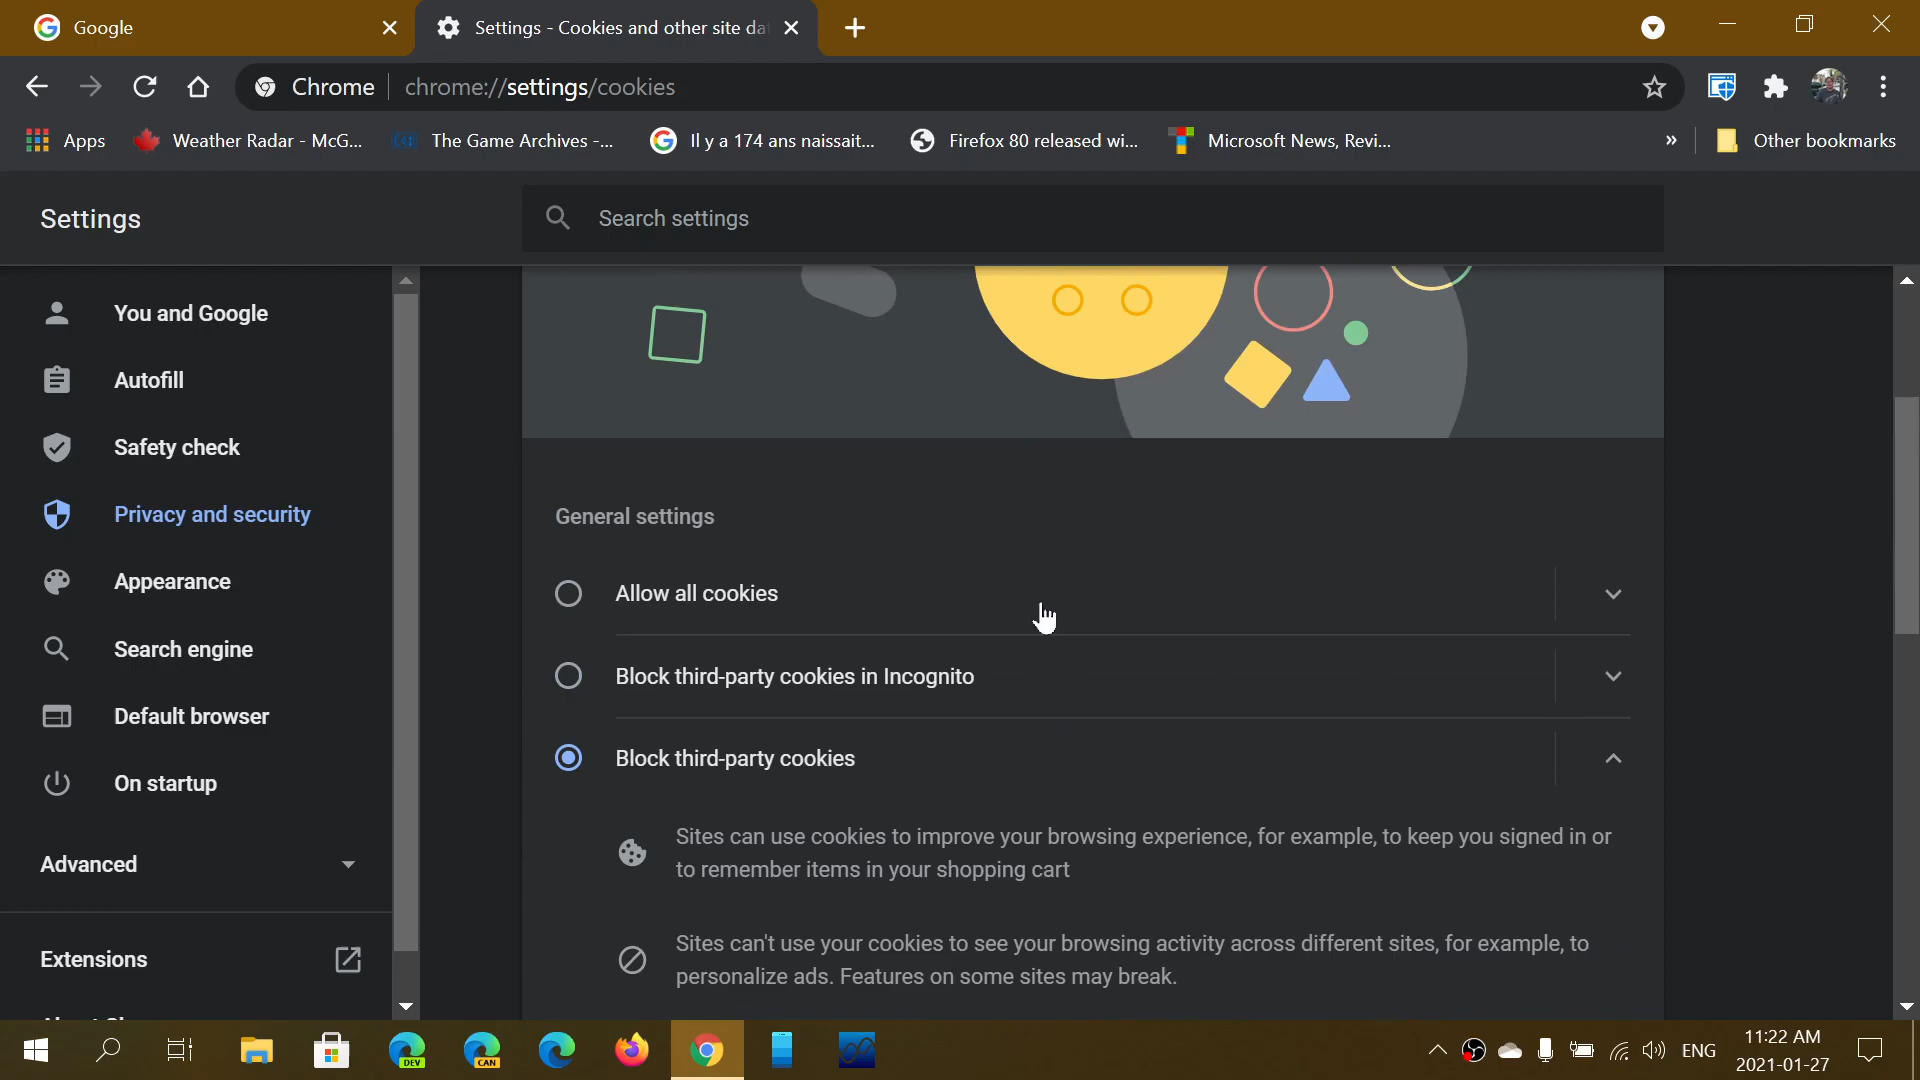 Google
Settings - Cookies and other site da
Chrome
chrome://settings/cookies
Apps
Weather Radar - McG...
The Game Archives -...
Il y a 174 ans naissait...
Firefox 80 released wi...
Microsoft News, Revi...
»
Other bookmarks
Settings
Search settings
You and Google
Autofill
Safety check
Privacy and security
Appearance
Search engine
Default browser
On startup
Advanced
Extensions
General settings
Allow all cookies
Block third-party cookies in Incognito
Block third-party cookies
Sites can use cookies to improve your browsing experience, for example, to keep you signed in or
to remember items in your shopping cart
Sites can't use your cookies to see your browsing activity across different sites, for example, to
personalize ads. Features on some sites may break.
DEV
CAN
ENG
11:22 AM
2021-01-27